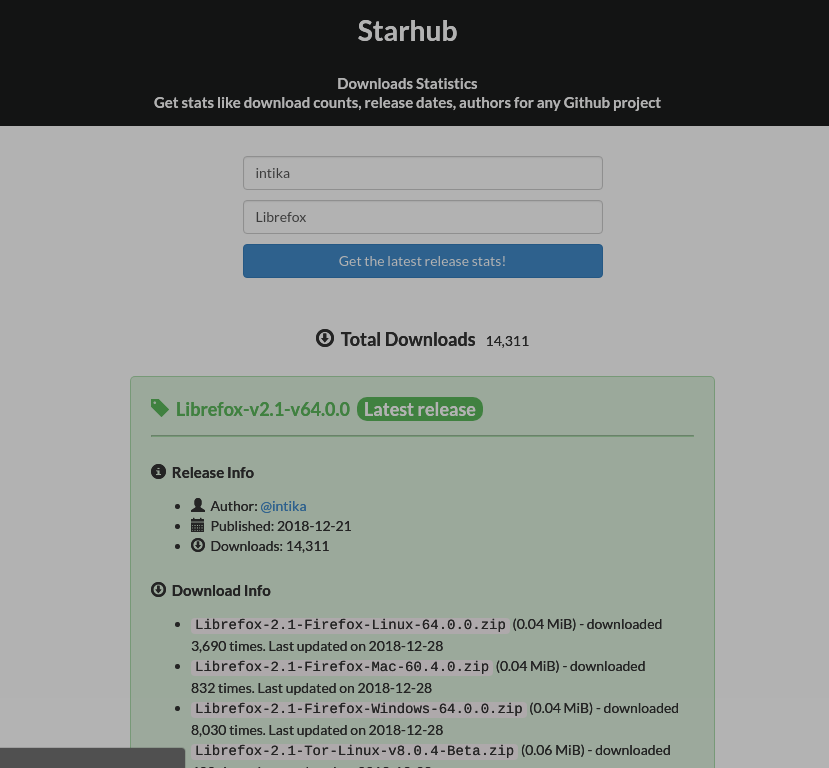 Starhub
Downloads Statistics
Get stats like download counts, release dates, authors for any Github project
intika
Librefox
Get the latest release stats!
Total Downloads 14,311
Librefox-v2.1-v64.0.0 Latest release
Release Info
Author: @intika
Published: 2018-12-21
Downloads: 14,311
Download Info
Librefox-2.1-Firefox-Linux-64.0.0.zip (0.04 MiB) - downloaded
3,690 times. Last updated on 2018-12-28
Librefox-2.1-Firefox-Mac-60.4.0.zip (0.04 MiB) - downloaded
832 times. Last updated on 2018-12-28
Librefox-2.1-Firefox-Windows-64.0.0.zip (0.04 MiB) - downloaded
8,030 times. Last updated on 2018-12-28
Librefox-2.1-Tor-Linux-v8.0.4-Beta.zip (0.06 MiB) - downloaded